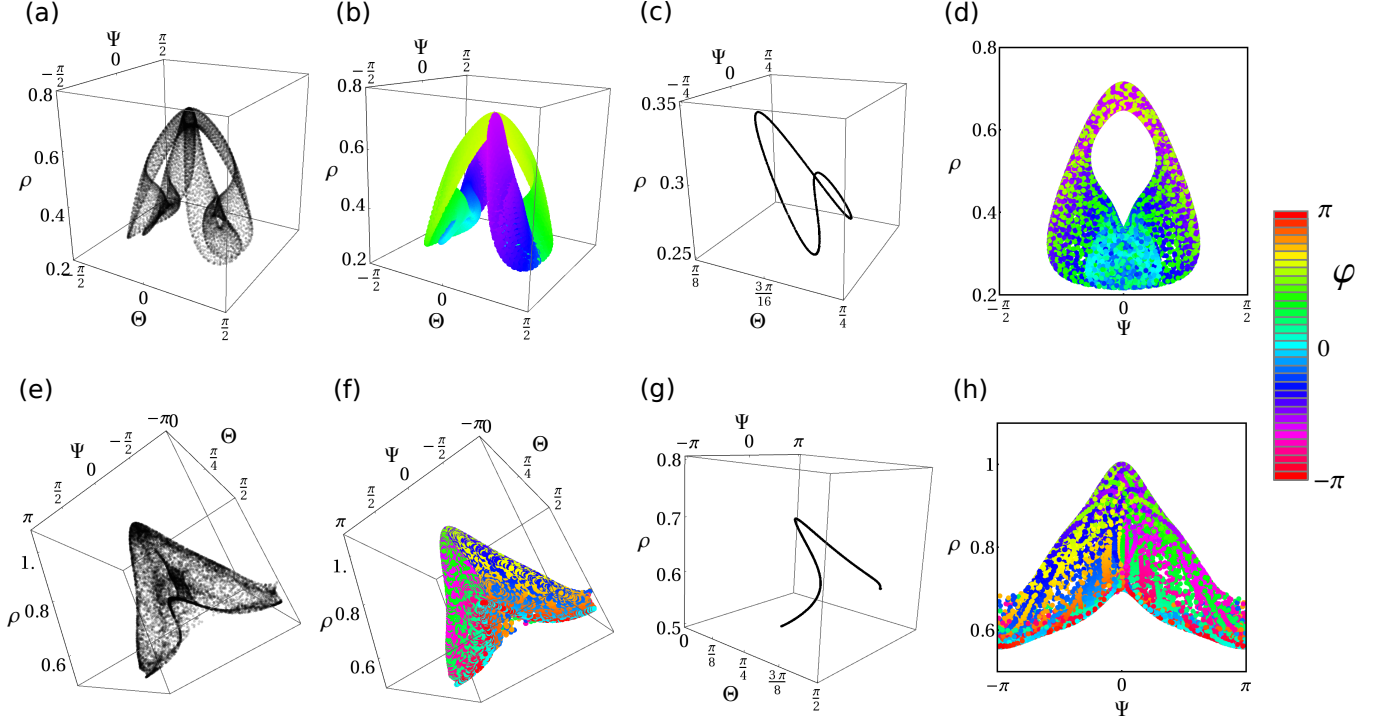 (a)
(b)
(c)
(d)
Ψ
0
π/2
−π/2
0.8
0.6
ρ
0.4
0.2
π/2
0
Θ
π/2
Ψ
0
π/2
−π/2
0.8
0.6
ρ
0.4
0.2
−π/2
0
Θ
π/2
Ψ
0
π/4
−π/4
0.35
ρ
0.3
0.25
π/8
3π/16
Θ
π/4
0.8
0.6
ρ
0.4
0.2
−π/2
0
π/2
Ψ
π
φ
0
−π
(e)
(f)
(g)
(h)
−π
0
Θ
−π/2
Ψ
0
π/4
π/2
π/2
π
1.
0.8
ρ
0.6
−π
0
Θ
−π/2
Ψ
0
π/4
π/2
π/2
π
1.
0.8
ρ
0.6
Ψ
−π
0
π
0.8
0.7
ρ
0.6
0.5
0
π/8
π/4
Θ
3π/8
π/2
1
ρ
0.8
0.6
−π
0
π
Ψ